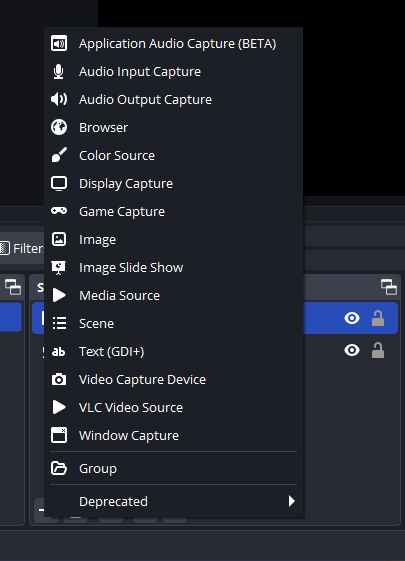 Application Audio Capture (BETA)
Audio Input Capture
Audio Output Capture
Browser
Color Source
Display Capture
Game Capture
Image
Filter
Image Slide Show
S
Media Source
Scene
ab Text (GDI+)
Video Capture Device
VLC Video Source
Window Capture
Group
Deprecated